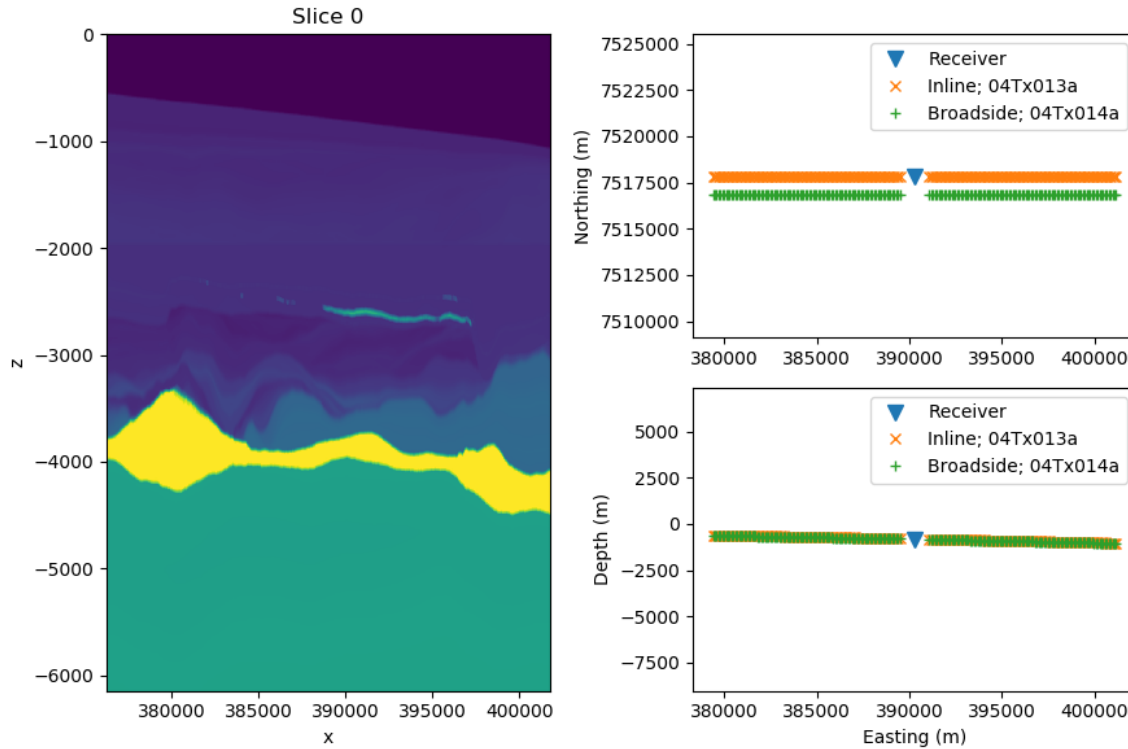 Slice 0
0
−1000
−2000
−3000
−4000
−5000
−6000
z
380000 385000 390000 395000 400000
x
7525000
7522500
7520000
7517500
7515000
7512500
7510000
Northing (m)
Receiver
Inline; 04Tx013a
Broadside; 04Tx014a
380000 385000 390000 395000 400000
5000
2500
0
−2500
−5000
−7500
Depth (m)
Receiver
Inline; 04Tx013a
Broadside; 04Tx014a
380000 385000 390000 395000 400000
Easting (m)